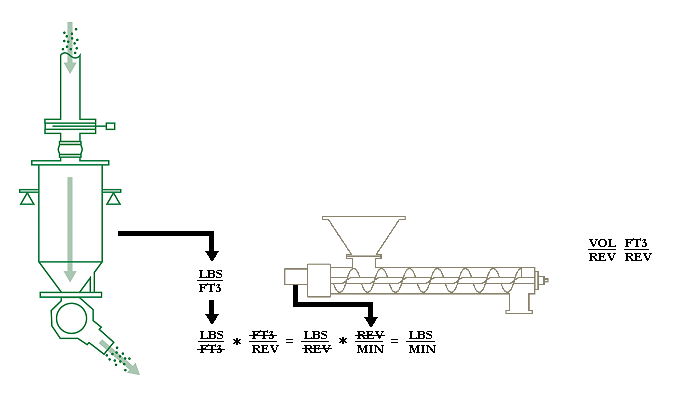 VOL FT3
REV REV
LBS
FT3
LBS * FT3 = LBS * REV = LBS
FT3 REV REV MIN MIN